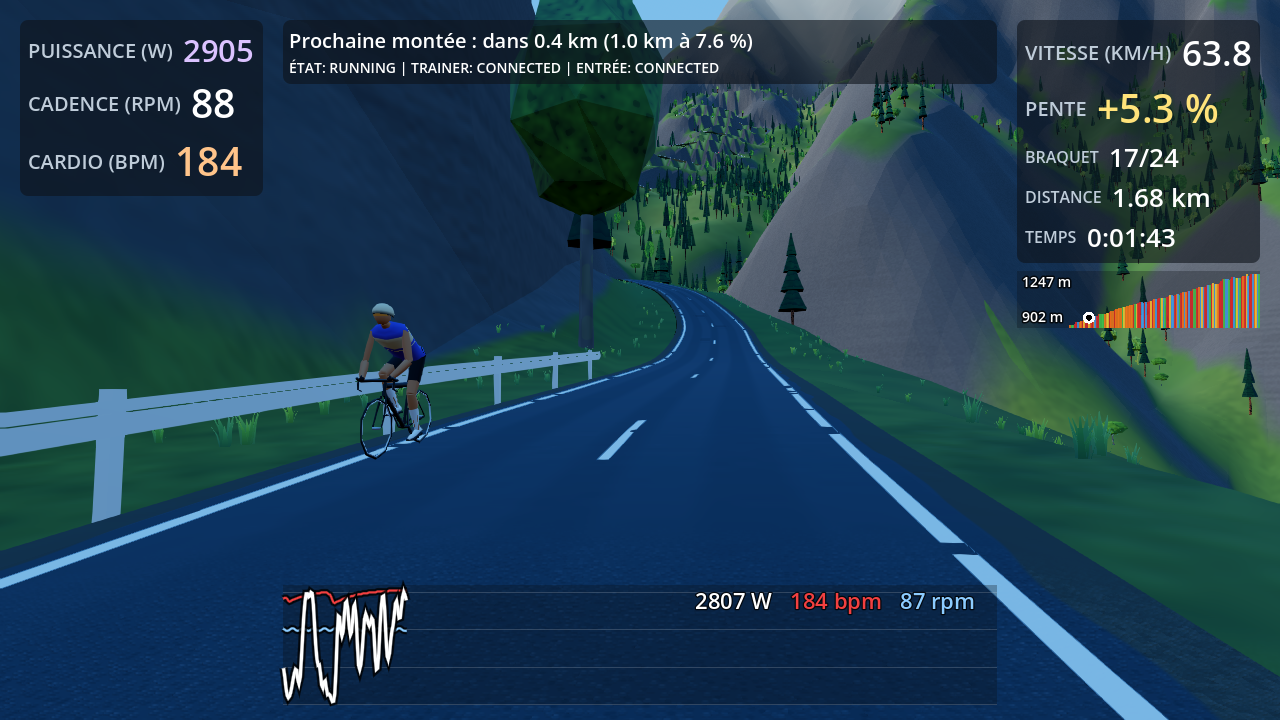 PUISSANCE (W) 2905
CADENCE (RPM) 88
CARDIO (BPM) 184
Prochaine montée : dans 0.4 km (1.0 km à 7.6 %)
ÉTAT: RUNNING | TRAINER: CONNECTED | ENTRÉE: CONNECTED
VITESSE (KM/H) 63.8
PENTE +5.3 %
BRAQUET 17/24
DISTANCE 1.68 km
TEMPS 0:01:43
1247 m
902 m
2807 W 184 bpm 87 rpm